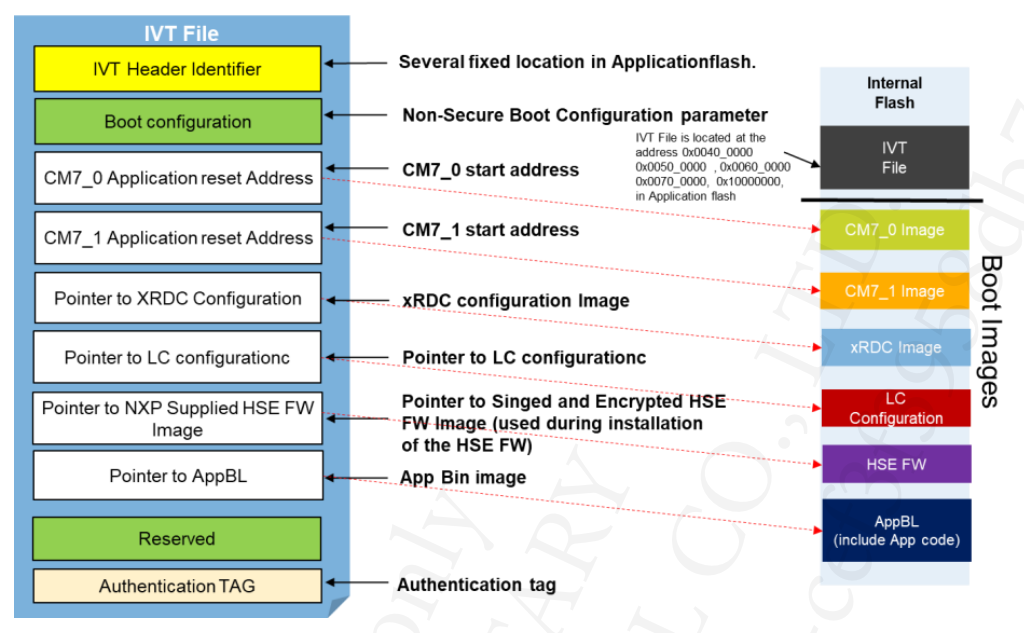 IVT File
IVT Header Identifier
Several fixed location in Applicationflash.
Boot configuration
Non-Secure Boot Configuration parameter
CM7_0 Application reset Address
CM7_0 start address
CM7_1 Application reset Address
CM7_1 start address
Pointer to XRDC Configuration
xRDC configuration Image
Pointer to LC configurationc
Pointer to LC configurationc
Pointer to NXP Supplied HSE FW
Image
Pointer to Singed and Encrypted HSE
FW Image (used during installation
of the HSE FW)
Pointer to AppBL
App Bin image
Reserved
Authentication TAG
Authentication tag
IVT File is located at the
address 0x0040_0000
0x0050_0000 , 0x0060_0000
0x0070_0000, 0x10000000,
in Application flash
Internal
Flash
IVT
File
CM7_0 Image
CM7_1 Image
xRDC Image
LC
Configuration
HSE FW
AppBL
(include App code)
Boot Images
only
CO., LTD.